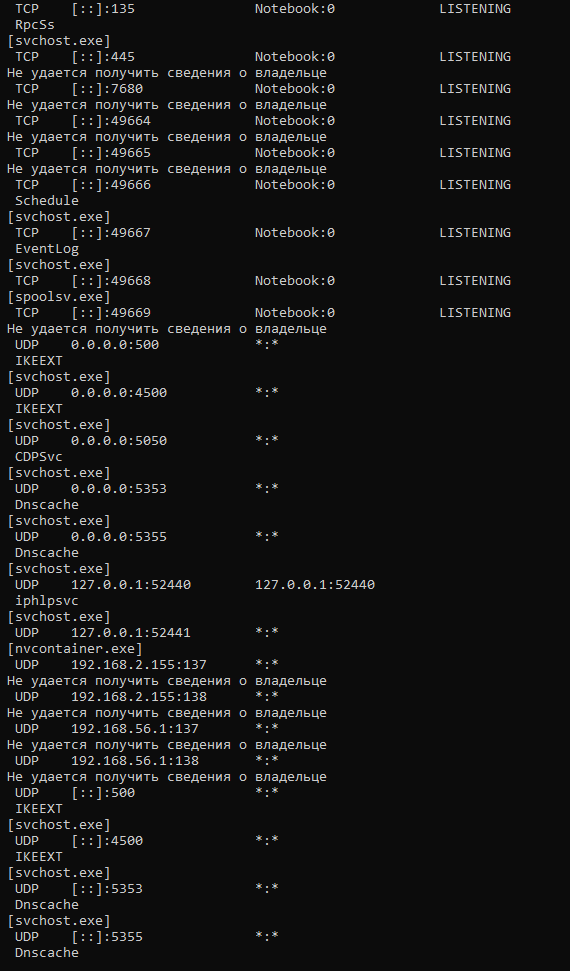 TCP    [::]:135               Notebook:0             LISTENING
RpcSs
[svchost.exe]
TCP    [::]:445               Notebook:0             LISTENING
Не удается получить сведения о владельце
TCP    [::]:7680              Notebook:0             LISTENING
Не удается получить сведения о владельце
TCP    [::]:49664             Notebook:0             LISTENING
Не удается получить сведения о владельце
TCP    [::]:49665             Notebook:0             LISTENING
Не удается получить сведения о владельце
TCP    [::]:49666             Notebook:0             LISTENING
Schedule
[svchost.exe]
TCP    [::]:49667             Notebook:0             LISTENING
EventLog
[svchost.exe]
TCP    [::]:49668             Notebook:0             LISTENING
[spoolsv.exe]
TCP    [::]:49669             Notebook:0             LISTENING
Не удается получить сведения о владельце
UDP    0.0.0.0:500            *:*
IKEEXT
[svchost.exe]
UDP    0.0.0.0:4500           *:*
IKEEXT
[svchost.exe]
UDP    0.0.0.0:5050           *:*
CDPSvc
[svchost.exe]
UDP    0.0.0.0:5353           *:*
Dnscache
[svchost.exe]
UDP    0.0.0.0:5355           *:*
Dnscache
[svchost.exe]
UDP    127.0.0.1:52440        127.0.0.1:52440
iphlpsvc
[svchost.exe]
UDP    127.0.0.1:52441        *:*
[nvcontainer.exe]
UDP    192.168.2.155:137      *:*
Не удается получить сведения о владельце
UDP    192.168.2.155:138      *:*
Не удается получить сведения о владельце
UDP    192.168.56.1:137       *:*
Не удается получить сведения о владельце
UDP    192.168.56.1:138       *:*
Не удается получить сведения о владельце
UDP    [::]:500               *:*
IKEEXT
[svchost.exe]
UDP    [::]:4500              *:*
IKEEXT
[svchost.exe]
UDP    [::]:5353              *:*
Dnscache
[svchost.exe]
UDP    [::]:5355              *:*
Dnscache